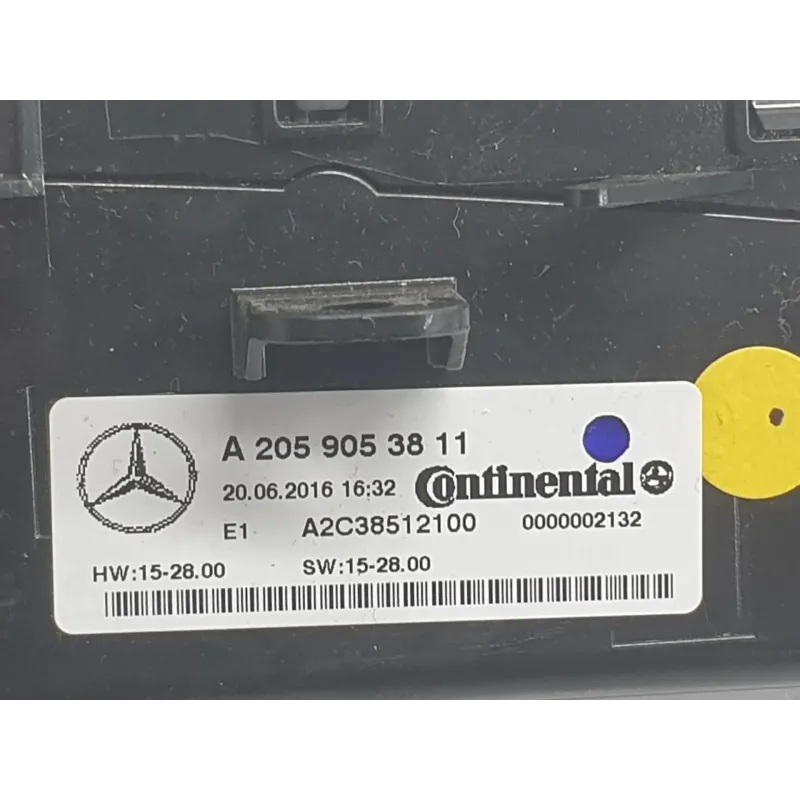 A 205 905 38 11
20.06.2016 16:32 Continental
E1 A2C38512100 0000002132
HW:15-28.00 SW:15-28.00